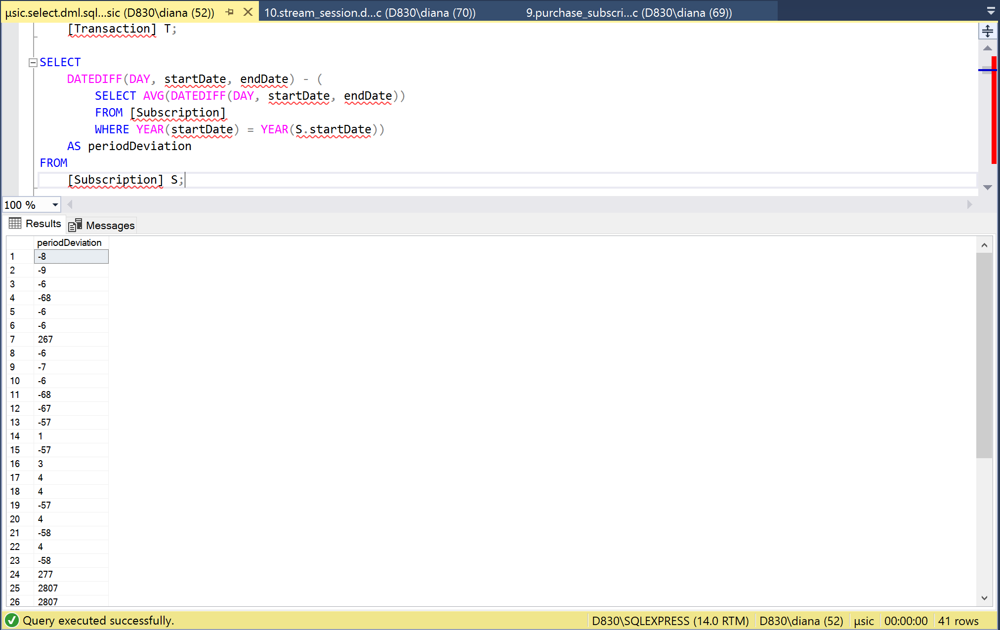 µsic.select.dml.sql...sic (D830\diana (52)) 10.stream_session.d...c (D830\diana (70)) 9.purchase_subscri...c (D830\diana (69))
[Transaction] T;
SELECT
DATEDIFF(DAY, startDate, endDate) - (
SELECT AVG(DATEDIFF(DAY, startDate, endDate))
FROM [Subscription]
WHERE YEAR(startDate) = YEAR(S.startDate))
AS periodDeviation
FROM
[Subscription] S;
100 %
Results Messages
periodDeviation
1 -8
2 -9
3 -6
4 -68
5 -6
6 -6
7 267
8 -6
9 -7
10 -6
11 -68
12 -67
13 -57
14 1
15 -57
16 3
17 4
18 4
19 -57
20 4
21 -58
22 4
23 -58
24 277
25 2807
26 2807
Query executed successfully. D830\SQLEXPRESS (14.0 RTM) D830\diana (52) µsic 00:00:00 41 rows